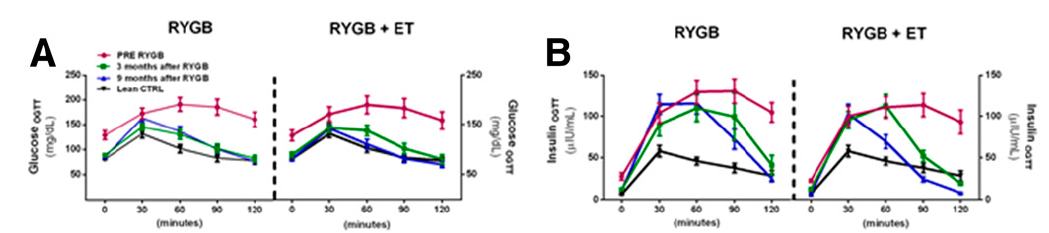 A
RYGB
RYGB + ET
PRE RYGB
3 months after RYGB
9 months after RYGB
Lean CTRL
250
200
150
100
50
Glucose OGTT
(mg/dL)
0 30 60 90 120
(minutes)
0 30 60 90 120
(minutes)
250
150
50
Glucose OGTT
(mg/dL)
B
RYGB
RYGB + ET
150
100
50
0
Insulin OGTT
(µIU/mL)
0 30 60 90 120
(minutes)
0 30 60 90 120
(minutes)
150
100
50
0
Insulin OGTT
(µIU/mL)